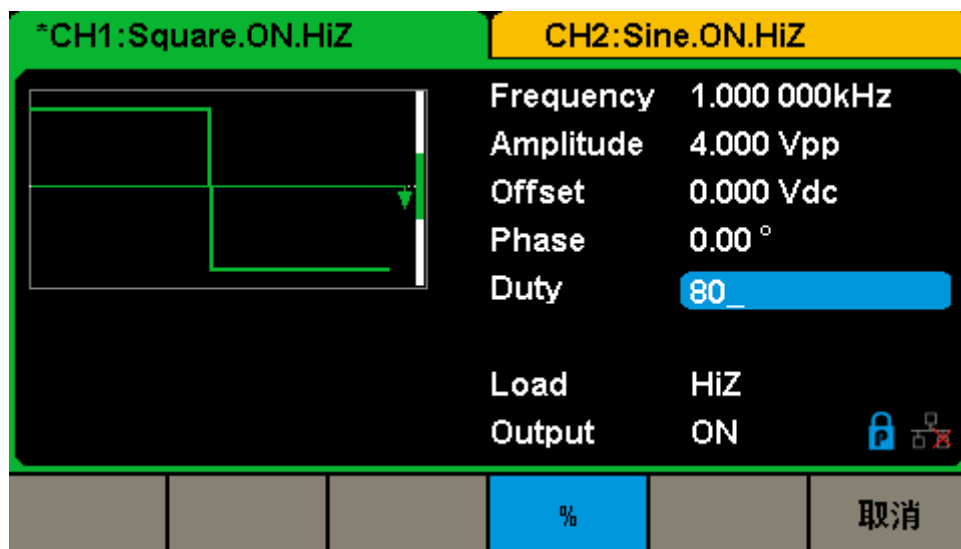 *CH1:Square.ON.HiZ CH2:Sine.ON.HiZ
Frequency 1.000 000kHz
Amplitude 4.000 Vpp
Offset 0.000 Vdc
Phase 0.00 °
Duty 80_
Load HiZ
Output ON P
% 取消